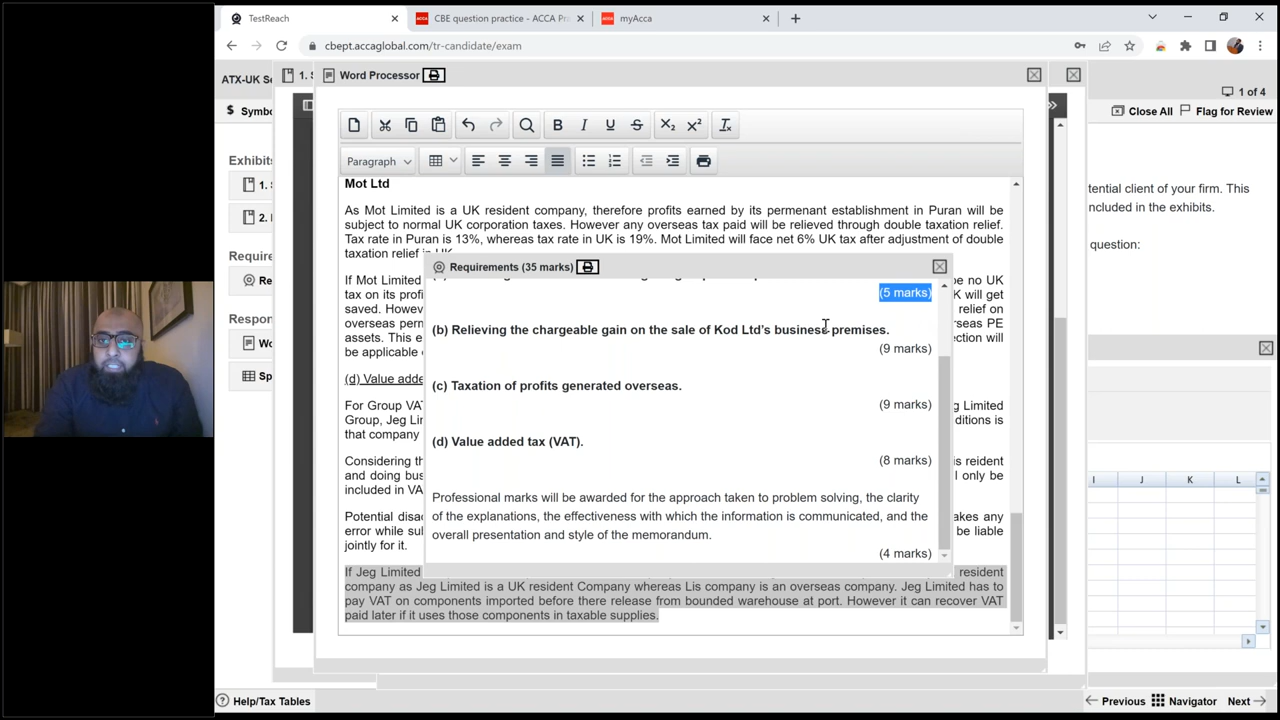 TestReach
CBE question practice - ACCA Pr
myAcca
cbept.accaglobal.com/tr-candidate/exam
ATX-UK Se
1. S
Word Processor
1 of 4
$ Symbo
Close All
Flag for Review
Paragraph
Exhibits
1. S
2.
Re
Respon
Wo
Sp
tential client of your firm. This
ncluded in the exhibits.
question:
Mot Ltd
As Mot Limited is a UK resident company, therefore profits earned by its permenant establishment in Puran will be
subject to normal UK corporation taxes. However any overseas tax paid will be relieved through double taxation relief.
Tax rate in Puran is 13%, whereas tax rate in UK is 19%. Mot Limited will face net 6% UK tax after adjustment of double
taxation relief in UK.
If Mot Limited
be no UK
tax on its profi
K will get
saved. Howev
relief on
overseas perm
rseas PE
assets. This e
ection will
be applicable
(d) Value adde
For Group VAT
g Limited
Group, Jeg Lim
ditions is
that company
Considering th
is reident
and doing bus
l only be
included in VA
Potential disad
akes any
error while sub
be liable
jointly for it.
If Jeg Limited
resident
company as Jeg Limited is a UK resident Company whereas Lis company is an overseas company. Jeg Limited has to
pay VAT on components imported before there release from bounded warehouse at port. However it can recover VAT
paid later if it uses those components in taxable supplies.
Requirements (35 marks)
(5 marks)
(b) Relieving the chargeable gain on the sale of Kod Ltd's business premises.
(9 marks)
(c) Taxation of profits generated overseas.
(9 marks)
(d) Value added tax (VAT).
(8 marks)
Professional marks will be awarded for the approach taken to problem solving, the clarity
of the explanations, the effectiveness with which the information is communicated, and the
overall presentation and style of the memorandum.
(4 marks)
I J K L
Help/Tax Tables
Previous
Navigator
Next